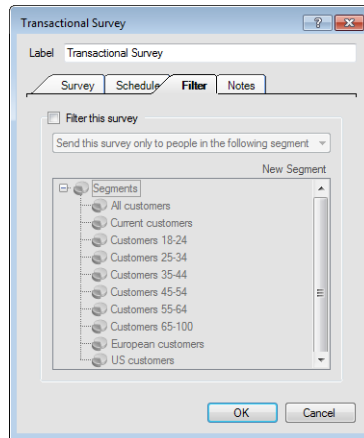 Transactional Survey
Label Transactional Survey
Survey Schedule Filter Notes
Filter this survey
Send this survey only to people in the following segment
New Segment
Segments
All customers
Current customers
Customers 18-24
Customers 25-34
Customers 35-44
Customers 45-54
Customers 55-64
Customers 65-100
European customers
US customers
OK Cancel